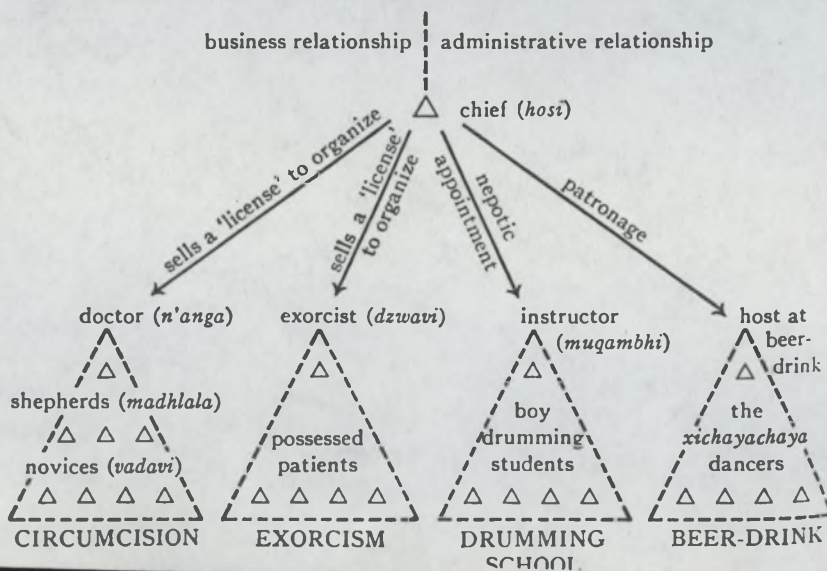 business relationship
administrative relationship
chief (hosi)
sells a 'license' to organize
sells a 'license'
to organize
nepotic
appointment
patronage
doctor (n'anga)
shepherds (madhlala)
novices (vadavi)
CIRCUMCISION
exorcist (dzwavi)
possessed
patients
EXORCISM
instructor
(muqambhi)
boy
drumming
students
DRUMMING
SCHOOL
host at
beer-
drink
the
xichayachaya
dancers
BEER-DRINK